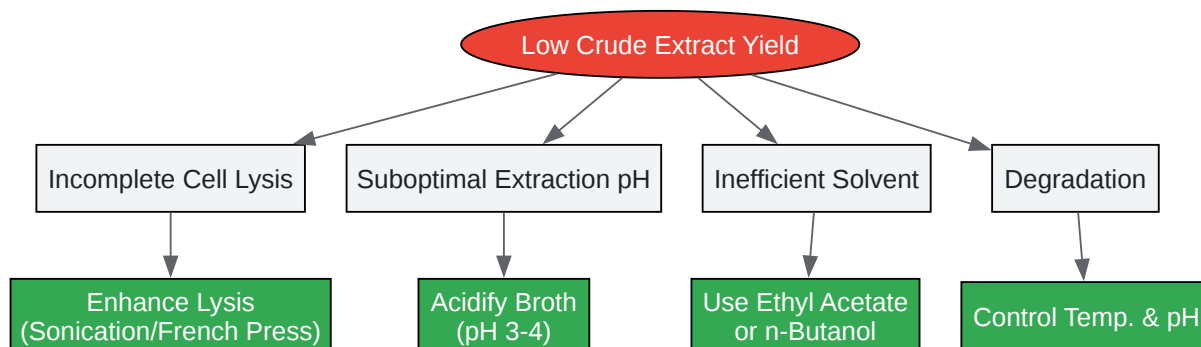 Low Crude Extract Yield
Incomplete Cell Lysis
Suboptimal Extraction pH
Inefficient Solvent
Degradation
Enhance Lysis
(Sonication/French Press)
Acidify Broth
(pH 3-4)
Use Ethyl Acetate
or n-Butanol
Control Temp. & pH